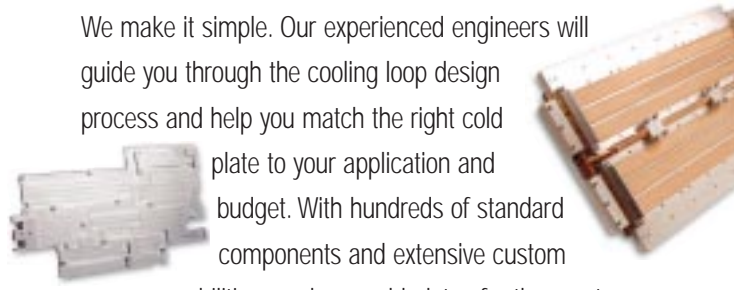 We make it simple. Our experienced engineers will
guide you through the cooling loop design
process and help you match the right cold
plate to your application and
budget. With hundreds of standard
components and extensive custom